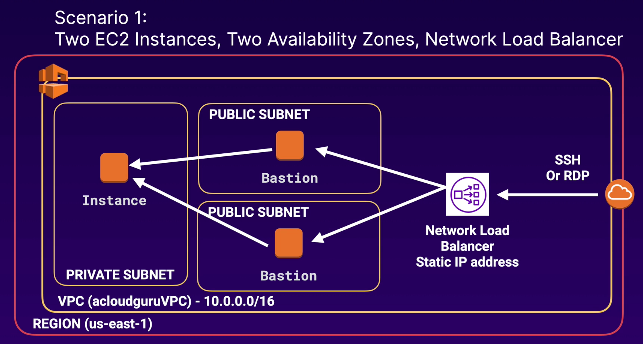 Scenario 1:
Two EC2 Instances, Two Availability Zones, Network Load Balancer
PUBLIC SUBNET
Bastion
Instance
PUBLIC SUBNET
Bastion
PRIVATE SUBNET
SSH
Or RDP
Network Load
Balancer
Static IP address
VPC (acloudguruVPC) - 10.0.0.0/16
REGION (us-east-1)